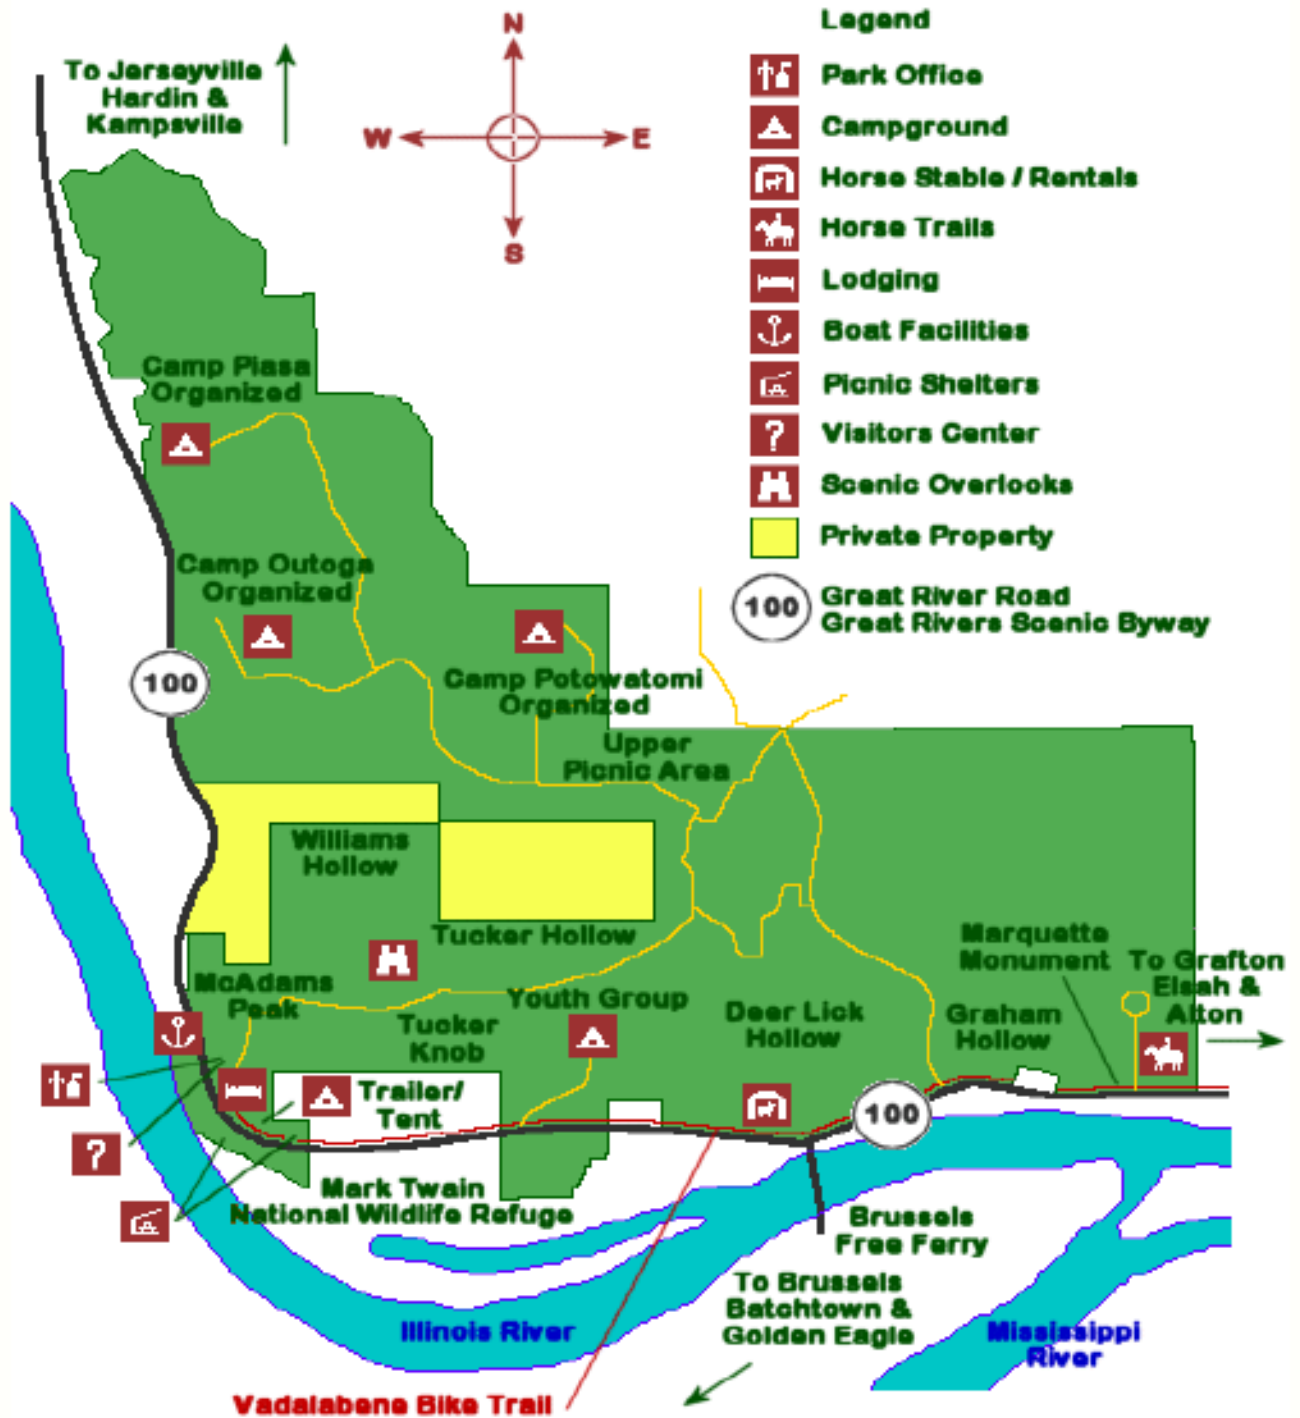 N
W
E
S
To Jerseyville
Hardin &
Kampsville
Legend
Park Office
Campground
Horse Stable / Rentals
Horse Trails
Lodging
Boat Facilities
Picnic Shelters
?
Visitors Center
Scenic Overlooks
Private Property
100
Great River Road
Great Rivers Scenic Byway
Camp Piasa
Organized
Camp Outoga
Organized
100
Camp Potowatomi
Organized
Upper
Picnic Area
Williams
Hollow
Tucker Hollow
McAdams
Peak
Tucker
Knob
Youth Group
Deer Lick
Hollow
Marquette
Monument
Graham
Hollow
To Grafton
Elsah &
Alton
Trailer/
Tent
100
?
Mark Twain
National Wildlife Refuge
Brussels
Free Ferry
To Brussels
Batchtown &
Golden Eagle
Illinois River
Mississippi
River
Vadalabene Bike Trail